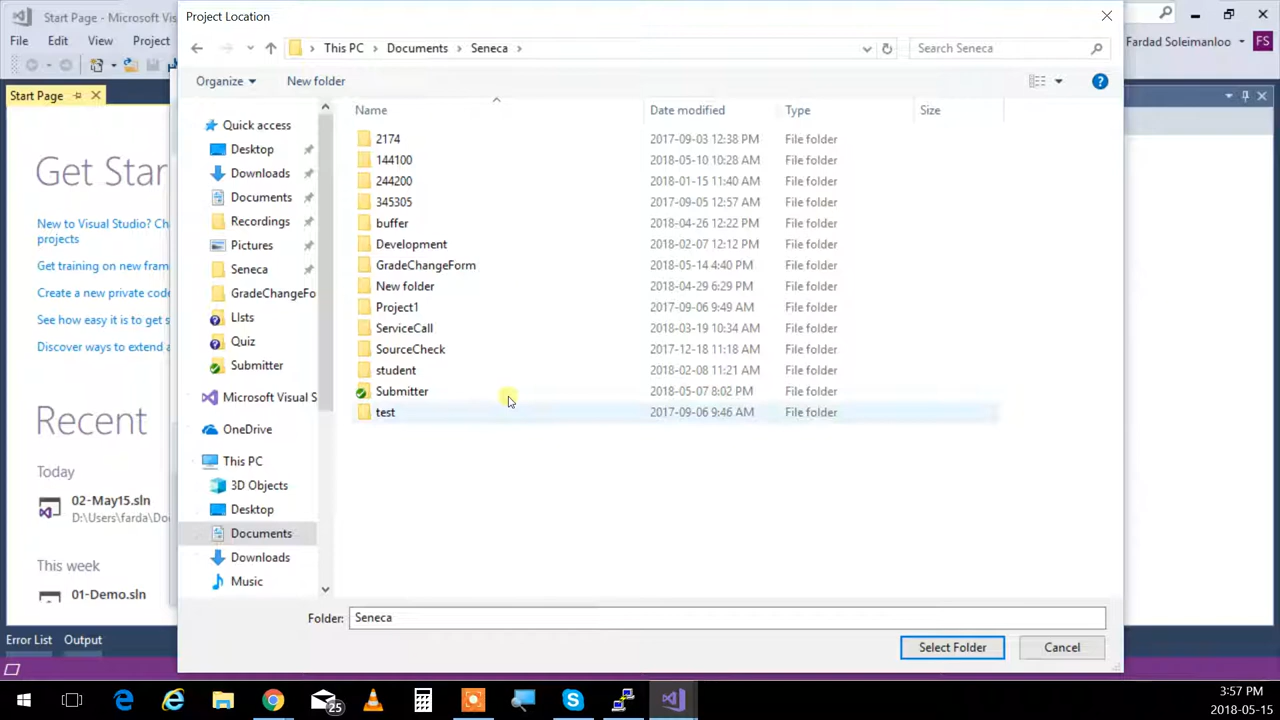 Start Page - Microsoft Vis
File Edit View Project
Fardad Soleimanloo FS
Start Page
Get Star
New to Visual Studio? Ch
projects
Get training on new fram
Create a new private code
See how easy it is to get s
Discover ways to extend a
Recent
Today
02-May15.sln
D:\Users\farda\Doc
This week
01-Demo.sln
Error List Output
Project Location
This PC Documents Seneca
Search Seneca
Organize New folder
Quick access
Desktop
Downloads
Documents
Recordings
Pictures
Seneca
GradeChangeFo
LIsts
Quiz
Submitter
Microsoft Visual S
OneDrive
This PC
3D Objects
Desktop
Documents
Downloads
Music
Name Date modified Type Size
2174 2017-09-03 12:38 PM File folder
144100 2018-05-10 10:28 AM File folder
244200 2018-01-15 11:40 AM File folder
345305 2017-09-05 12:57 AM File folder
buffer 2018-04-26 12:22 PM File folder
Development 2018-02-07 12:12 PM File folder
GradeChangeForm 2018-05-14 4:40 PM File folder
New folder 2018-04-29 6:29 PM File folder
Project1 2017-09-06 9:49 AM File folder
ServiceCall 2018-03-19 10:34 AM File folder
SourceCheck 2017-12-18 11:18 AM File folder
student 2018-02-08 11:21 AM File folder
Submitter 2018-05-07 8:02 PM File folder
test 2017-09-06 9:46 AM File folder
Folder: Seneca
Select Folder Cancel
25
3:57 PM
2018-05-15